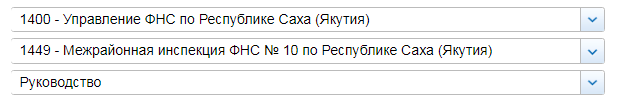 1400 - Управление ФНС по Республике Саха (Якутия)
1449 - Межрайонная инспекция ФНС № 10 по Республике Саха (Якутия)
Руководство